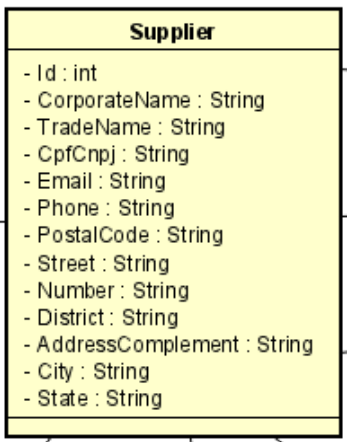 Supplier
- Id : int
- CorporateName : String
- TradeName : String
- CpfCnpj : String
- Email : String
- Phone : String
- PostalCode : String
- Street : String
- Number : String
- District : String
- AddressComplement : String
- City : String
- State : String